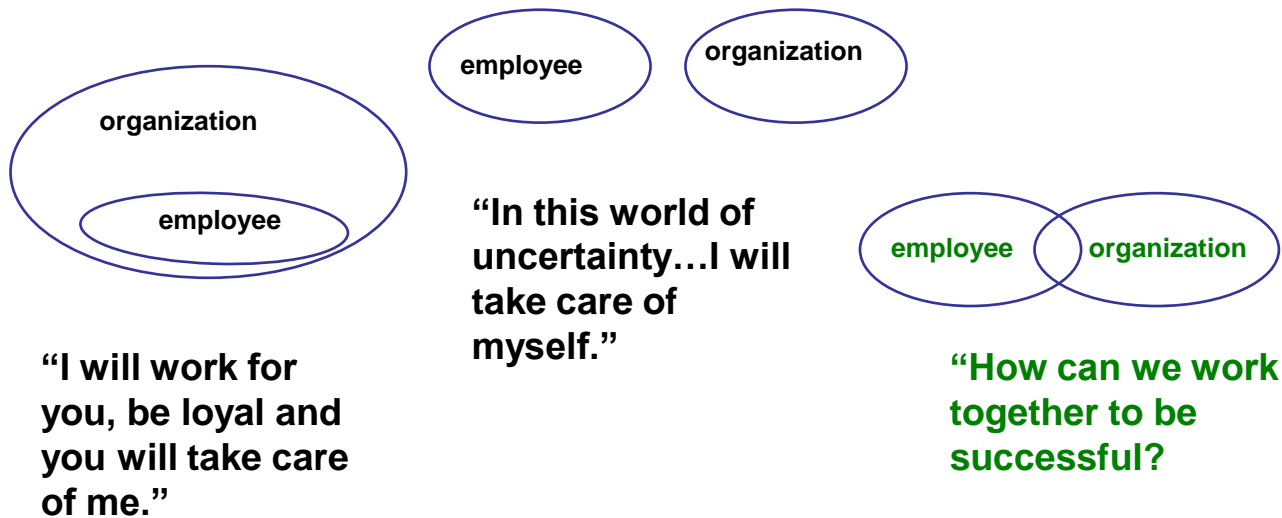 organization
employee
“I will work for
you, be loyal and
you will take care
of me.”
employee
organization
“In this world of
uncertainty…I will
take care of
myself.”
employee
organization
“How can we work
together to be
successful?